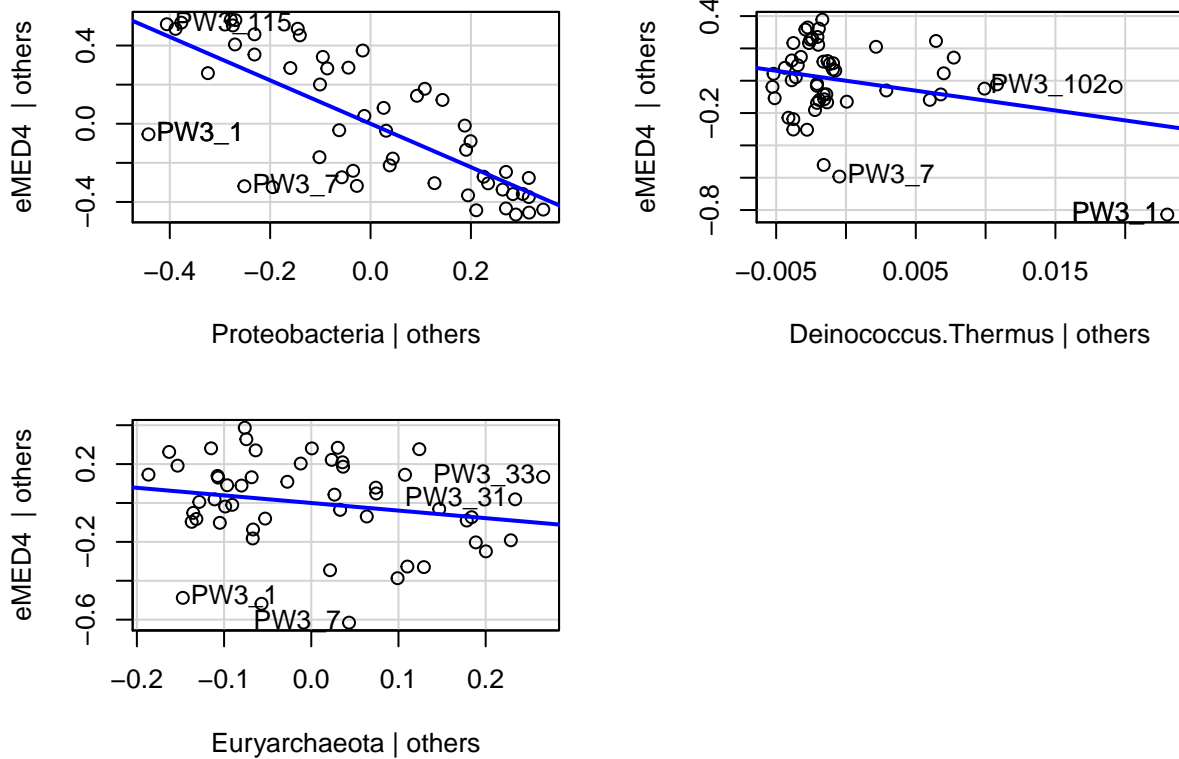 eMED4 | others
0.4
0.0
−0.4
PW3_115
PW3_1
PW3_7
−0.4
−0.2
0.0
0.2
Proteobacteria | others
eMED4 | others
0.4
−0.2
−0.8
PW3_102
PW3_7
PW3_1
−0.005
0.005
0.015
Deinococcus.Thermus | others
eMED4 | others
0.2
−0.2
−0.6
PW3_33
PW3_31
PW3_1
PW3_7
−0.2
−0.1
0.0
0.1
0.2
Euryarchaeota | others